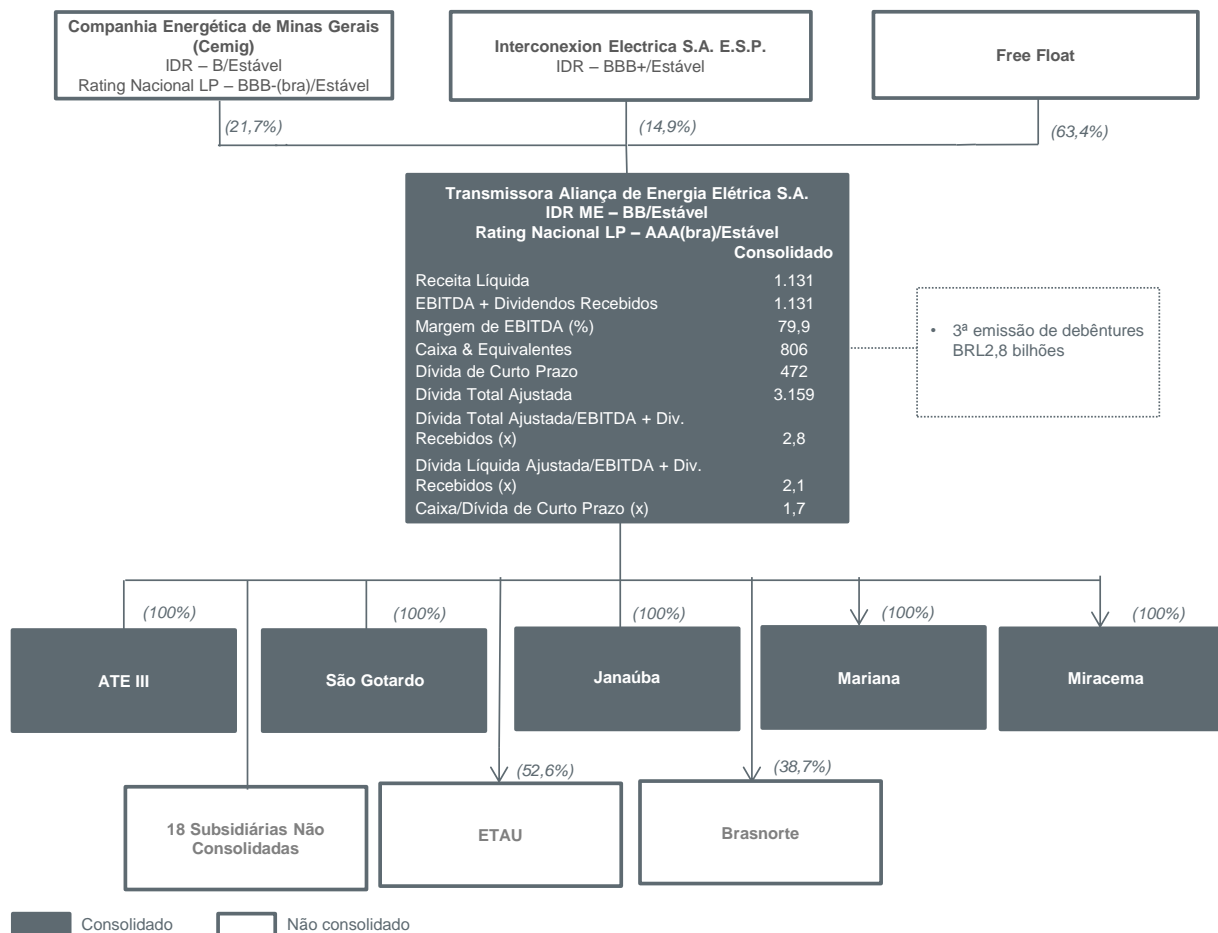 Companhia Energética de Minas Gerais
(Cemig)
IDR – B/Estável
Rating Nacional LP – BBB-(bra)/Estável
Interconexion Electrica S.A. E.S.P.
IDR – BBB+/Estável
Free Float
(21,7%)
(14,9%)
(63,4%)
Transmissora Aliança de Energia Elétrica S.A.
IDR ME – BB/Estável
Rating Nacional LP – AAA(bra)/Estável
Consolidado
Receita Líquida 1.131
EBITDA + Dividendos Recebidos 1.131
Margem de EBITDA (%) 79,9
Caixa & Equivalentes 806
Dívida de Curto Prazo 472
Dívida Total Ajustada 3.159
Dívida Total Ajustada/EBITDA + Div.
Recebidos (x) 2,8
Dívida Líquida Ajustada/EBITDA + Div.
Recebidos (x) 2,1
Caixa/Dívida de Curto Prazo (x) 1,7
• 3ª emissão de debêntures
BRL2,8 bilhões
(100%)
(100%)
(100%)
(100%)
(100%)
ATE III
São Gotardo
Janaúba
Mariana
Miracema
(52,6%)
(38,7%)
18 Subsidiárias Não
Consolidadas
ETAU
Brasnorte
Consolidado
Não consolidado